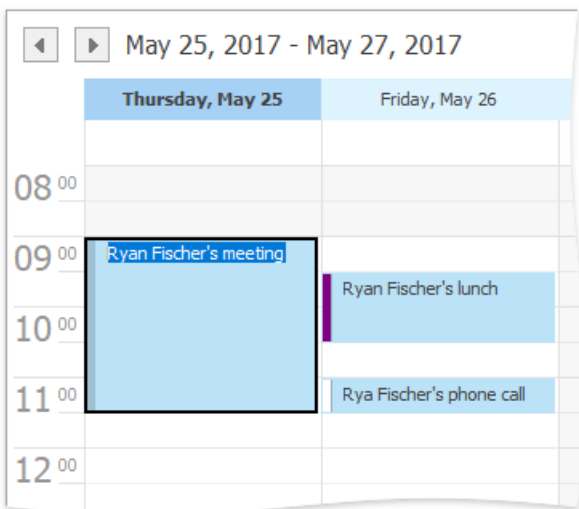 May 25, 2017 - May 27, 2017
Thursday, May 25
Friday, May 26
08 00
09 00
Ryan Fischer's meeting
Ryan Fischer's lunch
10 00
11 00
Rya Fischer's phone call
12 00